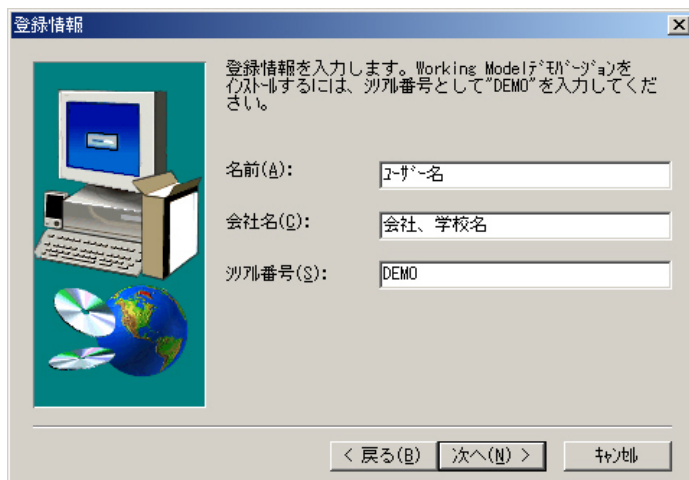 登録情報
登録情報を入力します。Working Modelﾃﾞﾓﾊﾞｰｼﾞｮﾝを
ｲﾝｽﾄｰﾙするには、ｼﾘｱﾙ番号として"DEMO"を入力してくだ
さい。
名前(A):
ﾕｰｻﾞｰ名
会社名(C):
会社、学校名
ｼﾘｱﾙ番号(S):
DEMO
< 戻る(B)
次へ(N) >
ｷｬﾝｾﾙ